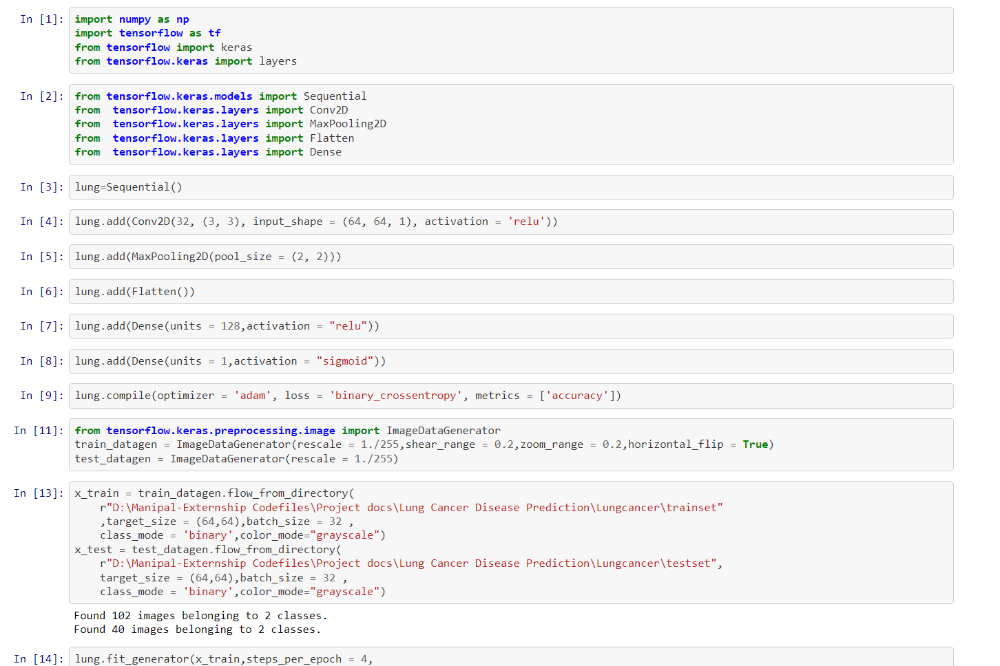 In [1]: import numpy as np
import tensorflow as tf
from tensorflow import keras
from tensorflow.keras import layers
In [2]: from tensorflow.keras.models import Sequential
from  tensorflow.keras.layers import Conv2D
from  tensorflow.keras.layers import MaxPooling2D
from  tensorflow.keras.layers import Flatten
from  tensorflow.keras.layers import Dense
In [3]: lung=Sequential()
In [4]: lung.add(Conv2D(32, (3, 3), input_shape = (64, 64, 1), activation = 'relu'))
In [5]: lung.add(MaxPooling2D(pool_size = (2, 2)))
In [6]: lung.add(Flatten())
In [7]: lung.add(Dense(units = 128,activation = "relu"))
In [8]: lung.add(Dense(units = 1,activation = "sigmoid"))
In [9]: lung.compile(optimizer = 'adam', loss = 'binary_crossentropy', metrics = ['accuracy'])
In [11]: from tensorflow.keras.preprocessing.image import ImageDataGenerator
train_datagen = ImageDataGenerator(rescale = 1./255,shear_range = 0.2,zoom_range = 0.2,horizontal_flip = True)
test_datagen = ImageDataGenerator(rescale = 1./255)
In [13]: x_train = train_datagen.flow_from_directory(
    r"D:\Manipal-Externship Codefiles\Project docs\Lung Cancer Disease Prediction\Lungcancer\trainset"
    ,target_size = (64,64),batch_size = 32 ,
    class_mode = 'binary',color_mode="grayscale")
x_test = test_datagen.flow_from_directory(
    r"D:\Manipal-Externship Codefiles\Project docs\Lung Cancer Disease Prediction\Lungcancer\testset",
    target_size = (64,64),batch_size = 32 ,
    class_mode = 'binary',color_mode="grayscale")
Found 102 images belonging to 2 classes.
Found 40 images belonging to 2 classes.
In [14]: lung.fit_generator(x_train,steps_per_epoch = 4,